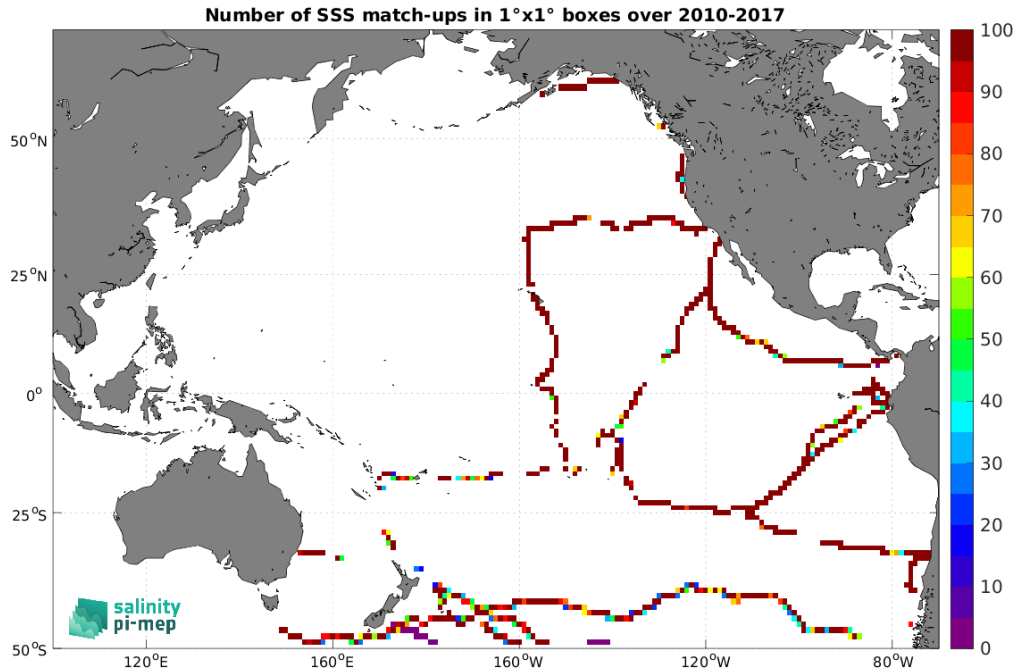 Number of SSS match-ups in 1°x1° boxes over 2010-2017
100
90
80
70
60
50
40
30
20
10
0
50°N
25°N
0°
25°S
50°S
120°E
160°E
160°W
120°W
80°W
salinity
pi-mep